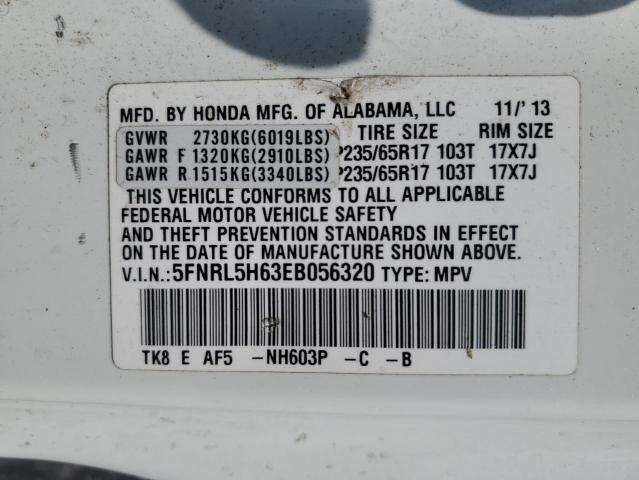 MFD. BY HONDA MFG. OF ALABAMA, LLC 11/'13
GVWR 2730KG(6019LBS) TIRE SIZE RIM SIZE
GAWR F 1320KG(2910LBS) P235/65R17 103T 17X7J
GAWR R 1515KG(3340LBS) P235/65R17 103T 17X7J
THIS VEHICLE CONFORMS TO ALL APPLICABLE
FEDERAL MOTOR VEHICLE SAFETY
AND THEFT PREVENTION STANDARDS IN EFFECT
ON THE DATE OF MANUFACTURE SHOWN ABOVE.
V.I.N.: 5FNRL5H63EB056320 TYPE: MPV
TK8 E AF5 -NH603P -C -B